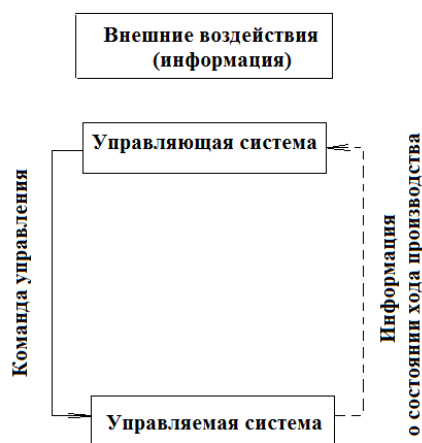 Внешние воздействия
(информация)
Управляющая система
Команда управления
Информация
о состоянии хода производства
Управляемая система